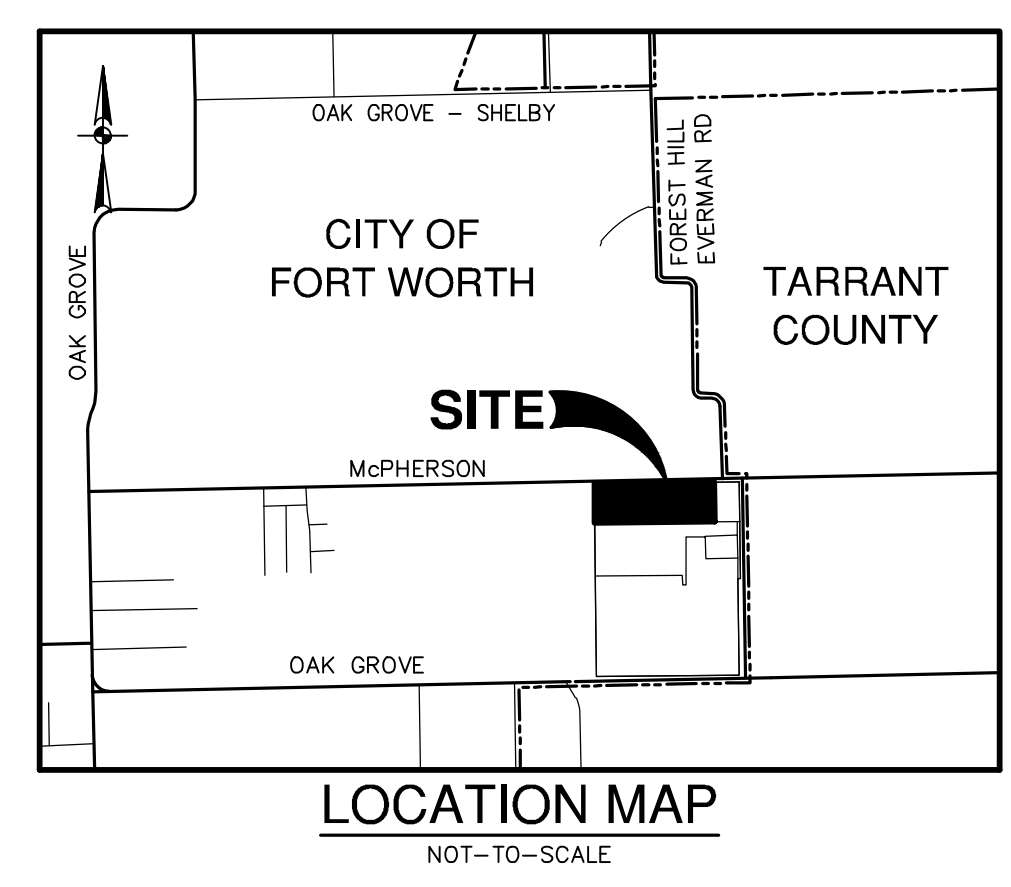 OAK GROVE – SHELBY
FOREST HILL
EVERMAN RD
CITY OF
FORT WORTH
OAK GROVE
TARRANT
COUNTY
SITE
McPHERSON
OAK GROVE
LOCATION MAP
NOT–TO–SCALE